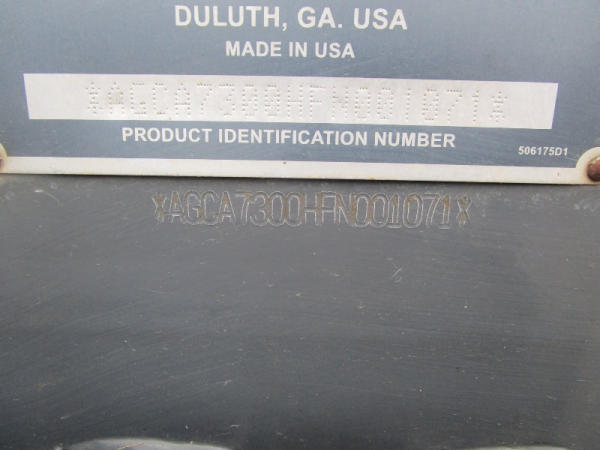 DULUTH, GA. USA
MADE IN USA
*AGCA7300HFN001071*
PRODUCT IDENTIFICATION NUMBER
506175D1
*AGCA7300HFN001071*